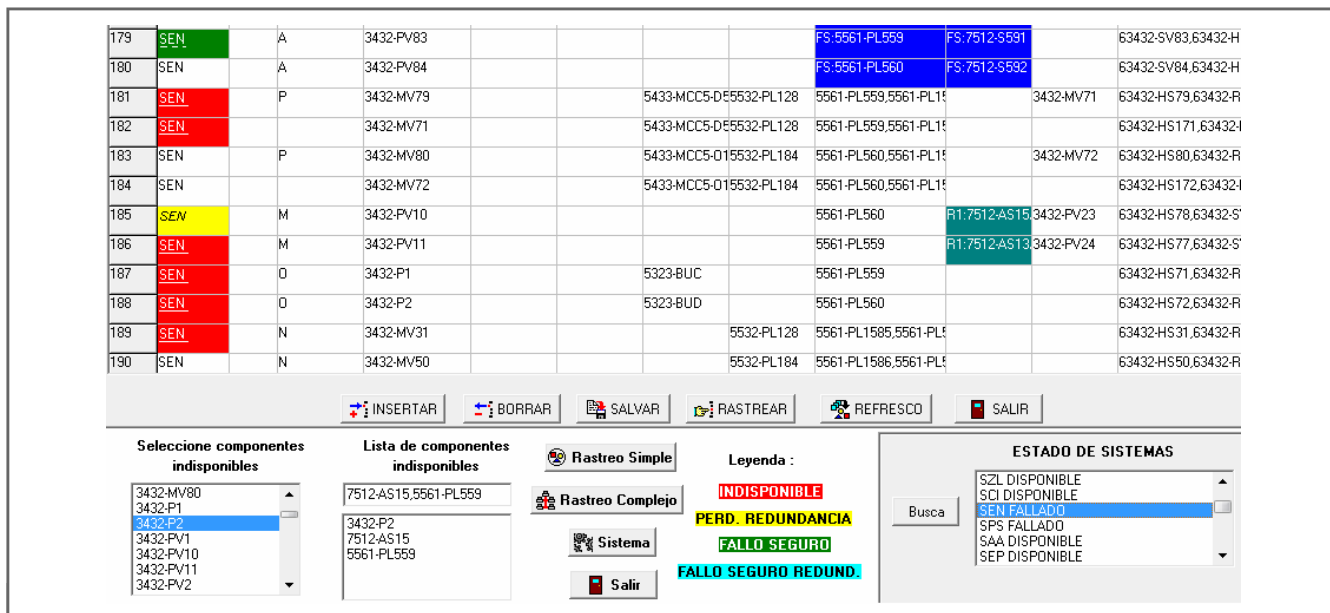 179 SEN A 3432-PV83 FS:5561-PL559 FS:7512-S591 63432-SV83,63432-H
180 SEN A 3432-PV84 FS:5561-PL560 FS:7512-S592 63432-SV84,63432-H
181 SEN P 3432-MV79 5433-MCC5-D5 5532-PL128 5561-PL559,5561-PL15 3432-MV71 63432-HS79,63432-R
182 SEN 3432-MV71 5433-MCC5-D5 5532-PL128 5561-PL559,5561-PL15 63432-HS171,63432-
183 SEN P 3432-MV80 5433-MCC5-O1 5532-PL184 5561-PL560,5561-PL15 3432-MV72 63432-HS80,63432-R
184 SEN 3432-MV72 5433-MCC5-O1 5532-PL184 5561-PL560,5561-PL15 63432-HS172,63432-
185 SEN M 3432-PV10 5561-PL560 R1:7512-AS15, 3432-PV23 63432-HS78,63432-S
186 SEN M 3432-PV11 5561-PL559 R1:7512-AS13, 3432-PV24 63432-HS77,63432-S
187 SEN O 3432-P1 5323-BUC 5561-PL559 63432-HS71,63432-R
188 SEN O 3432-P2 5323-BUD 5561-PL560 63432-HS72,63432-R
189 SEN N 3432-MV31 5532-PL128 5561-PL1585,5561-PL5 63432-HS31,63432-R
190 SEN N 3432-MV50 5532-PL184 5561-PL1586,5561-PL5 63432-HS50,63432-R
INSERTAR BORRAR SALVAR RASTREAR REFRESCO SALIR
Seleccione componentes
indisponibles
3432-MV80
3432-P1
3432-P2
3432-PV1
3432-PV10
3432-PV11
3432-PV2
Lista de componentes
indisponibles
7512-AS15,5561-PL559
3432-P2
7512-AS15
5561-PL559
Rastreo Simple
Rastreo Complejo
Sistema
Salir
Leyenda :
INDISPONIBLE
PERD. REDUNDANCIA
FALLO SEGURO
FALLO SEGURO REDUND.
Busca
ESTADO DE SISTEMAS
SZL DISPONIBLE
SCI DISPONIBLE
SEN FALLADO
SPS FALLADO
SAA DISPONIBLE
SEP DISPONIBLE